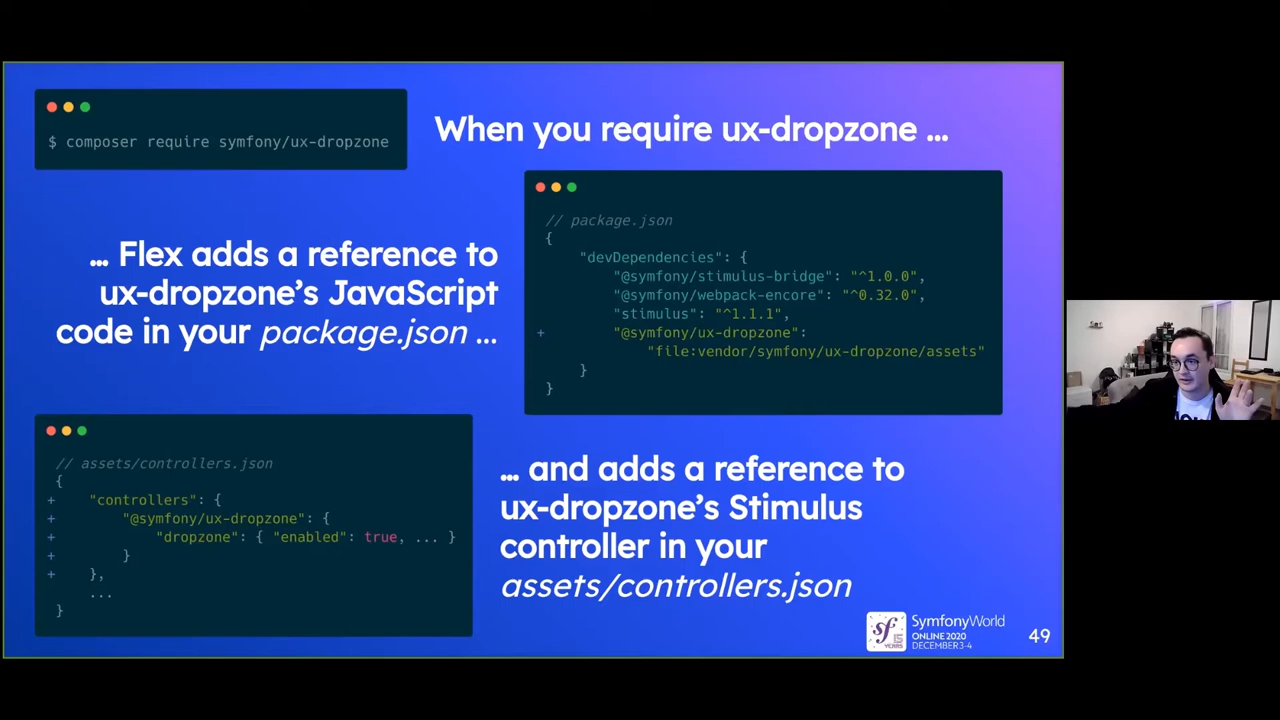 $ composer require symfony/ux-dropzone
When you require ux-dropzone …
// package.json
{
"devDependencies": {
"@symfony/stimulus-bridge": "^1.0.0",
"@symfony/webpack-encore": "^0.32.0",
"stimulus": "^1.1.1",
+ "@symfony/ux-dropzone":
"file:vendor/symfony/ux-dropzone/assets"
}
}
… Flex adds a reference to
ux-dropzone’s JavaScript
code in your package.json …
// assets/controllers.json
{
+ "controllers": {
+ "@symfony/ux-dropzone": {
+ "dropzone": { "enabled": true, ... }
+ }
+ },
...
}
… and adds a reference to
ux-dropzone’s Stimulus
controller in your
assets/controllers.json
sf 15 YEARS
SymfonyWorld
ONLINE 2020
DECEMBER 3-4
49